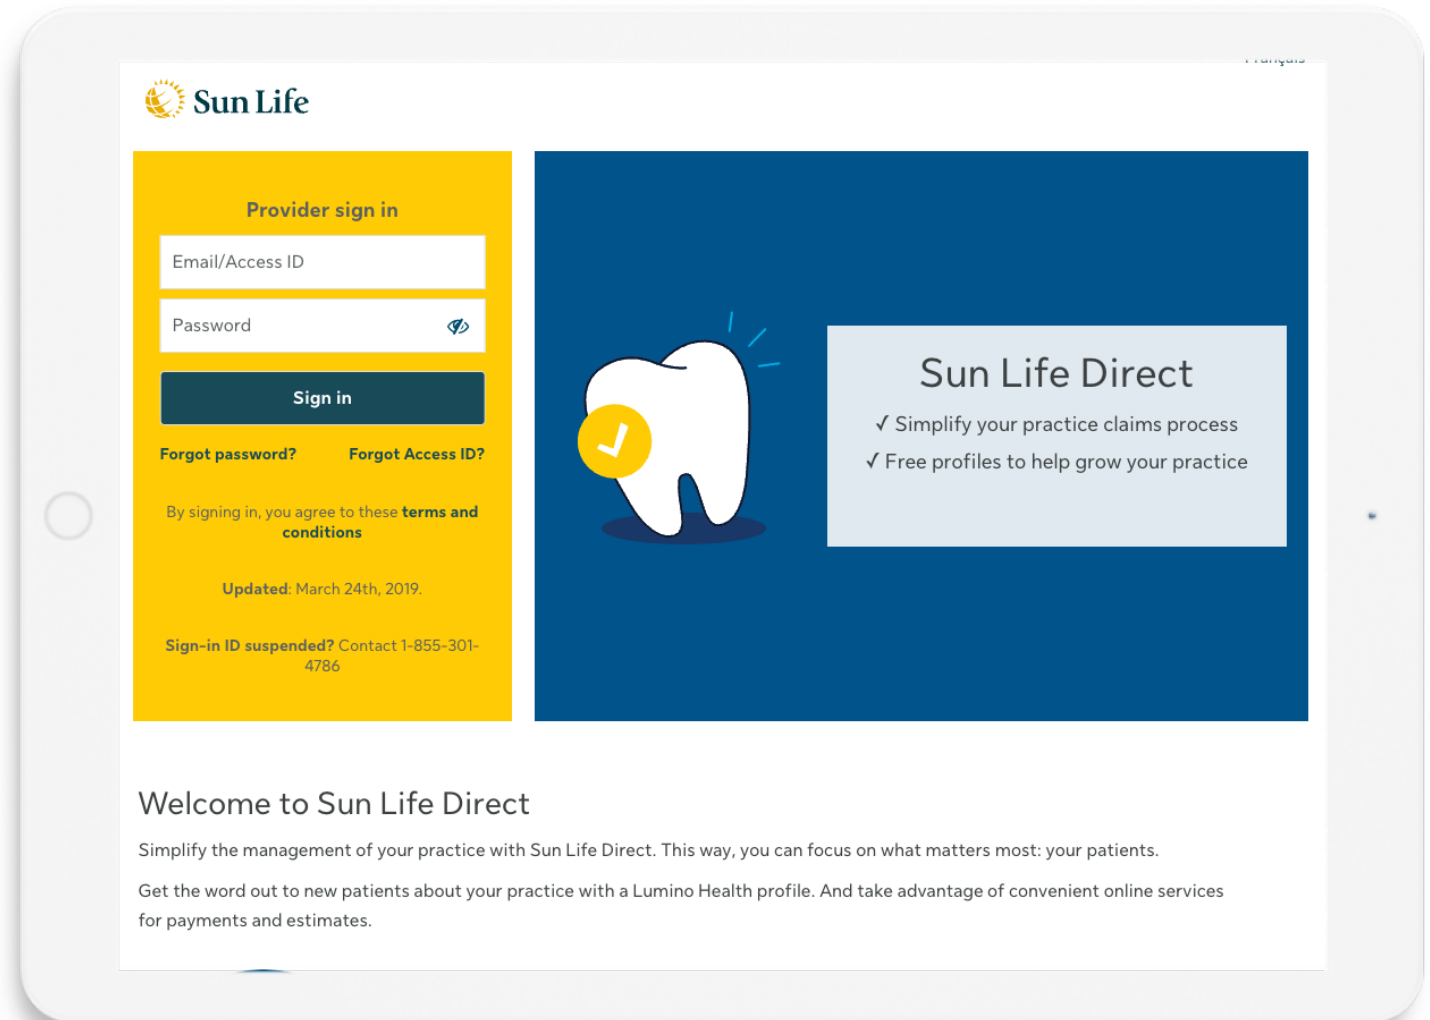 Français
Sun Life
Provider sign in
Email/Access ID
Password
Sign in
Forgot password? Forgot Access ID?
By signing in, you agree to these terms and
conditions
Updated: March 24th, 2019.
Sign-in ID suspended? Contact 1-855-301-
4786
Sun Life Direct
✓ Simplify your practice claims process
✓ Free profiles to help grow your practice
Welcome to Sun Life Direct
Simplify the management of your practice with Sun Life Direct. This way, you can focus on what matters most: your patients.
Get the word out to new patients about your practice with a Lumino Health profile. And take advantage of convenient online services
for payments and estimates.